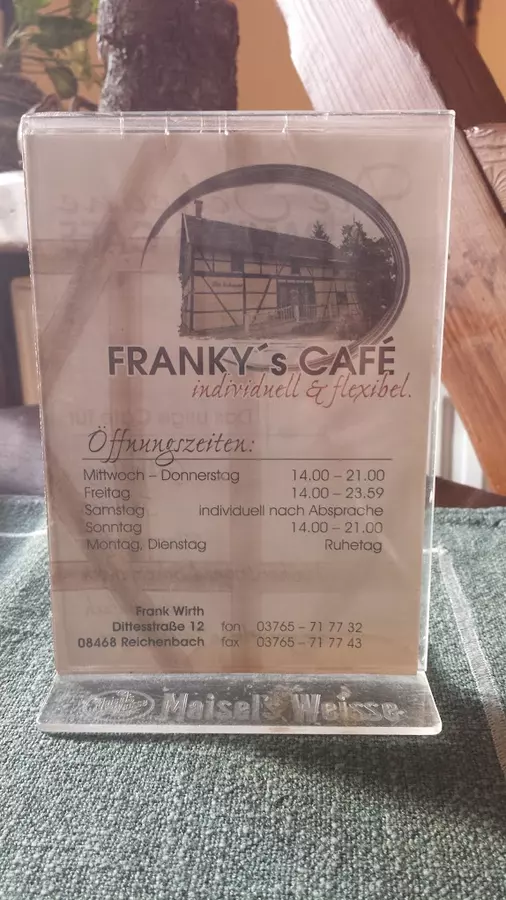 FRANKY´s CAFÉ
individuell & flexibel.
Öffnungszeiten:
Mittwoch – Donnerstag 14.00 – 21.00
Freitag 14.00 – 23.59
Samstag individuell nach Absprache
Sonntag 14.00 – 21.00
Montag, Dienstag Ruhetag
Frank Wirth
Dittesstraße 12 fon 03765 – 71 77 32
08468 Reichenbach fax 03765 – 71 77 43
Maisel's Weisse